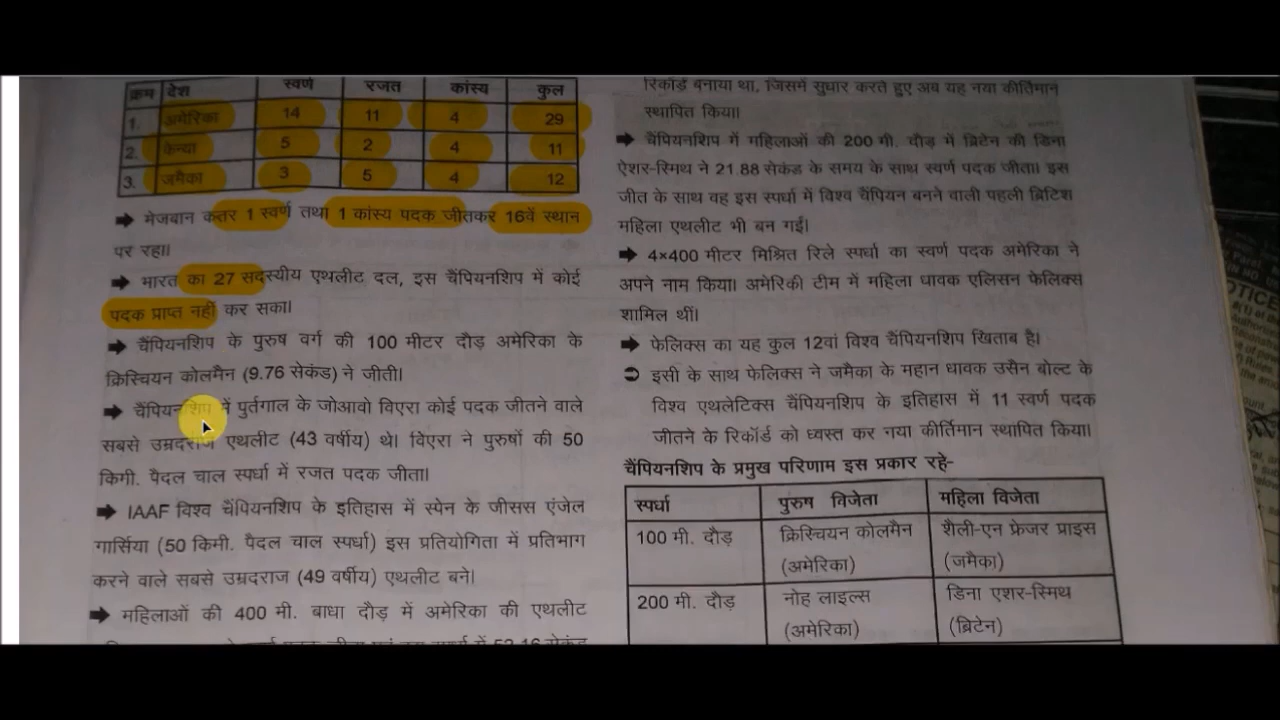 क्रम देश स्वर्ण रजत कांस्य कुल
1. अमेरिका 14 11 4 29
2. केन्या 5 2 4 11
3. जमैका 3 5 4 12
➡ मेजबान कतर 1 स्वर्ण तथा 1 कांस्य पदक जीतकर 16वें स्थान
पर रहा।
➡ भारत का 27 सदस्यीय एथलीट दल, इस चैंपियनशिप में कोई
पदक प्राप्त नहीं कर सका।
➡ चैंपियनशिप के पुरुष वर्ग की 100 मीटर दौड़ अमेरिका के
क्रिस्चियन कोलमैन (9.76 सेकंड) ने जीती।
➡ चैंपियनशिप में पुर्तगाल के जोआवो विएरा कोई पदक जीतने वाले
सबसे उम्रदराज एथलीट (43 वर्षीय) थे। विएरा ने पुरुषों की 50
किमी. पैदल चाल स्पर्धा में रजत पदक जीता।
➡ IAAF विश्व चैंपियनशिप के इतिहास में स्पेन के जीसस एंजेल
गार्सिया (50 किमी. पैदल चाल स्पर्धा) इस प्रतियोगिता में प्रतिभाग
करने वाले सबसे उम्रदराज (49 वर्षीय) एथलीट बने।
➡ महिलाओं की 400 मी. बाधा दौड़ में अमेरिका की एथलीट
रिकॉर्ड बनाया था, जिसमें सुधार करते हुए अब यह नया कीर्तिमान
स्थापित किया।
➡ चैंपियनशिप में महिलाओं की 200 मी. दौड़ में ब्रिटेन की डिना
ऐशर-स्मिथ ने 21.88 सेकंड के समय के साथ स्वर्ण पदक जीता। इस
जीत के साथ वह इस स्पर्धा में विश्व चैंपियन बनने वाली पहली ब्रिटिश
महिला एथलीट भी बन गईं।
➡ 4×400 मीटर मिश्रित रिले स्पर्धा का स्वर्ण पदक अमेरिका ने
अपने नाम किया। अमेरिकी टीम में महिला धावक एलिसन फेलिक्स
शामिल थीं।
➡ फेलिक्स का यह कुल 12वां विश्व चैंपियनशिप खिताब है।
➲ इसी के साथ फेलिक्स ने जमैका के महान धावक उसैन बोल्ट के
विश्व एथलेटिक्स चैंपियनशिप के इतिहास में 11 स्वर्ण पदक
जीतने के रिकॉर्ड को ध्वस्त कर नया कीर्तिमान स्थापित किया।
चैंपियनशिप के प्रमुख परिणाम इस प्रकार रहे-
स्पर्धा पुरुष विजेता महिला विजेता
100 मी. दौड़ क्रिस्चियन कोलमैन शैली-एन फ्रेजर प्राइस
(अमेरिका) (जमैका)
200 मी. दौड़ नोह लाइल्स डिना एशर-स्मिथ
(अमेरिका) (ब्रिटेन)